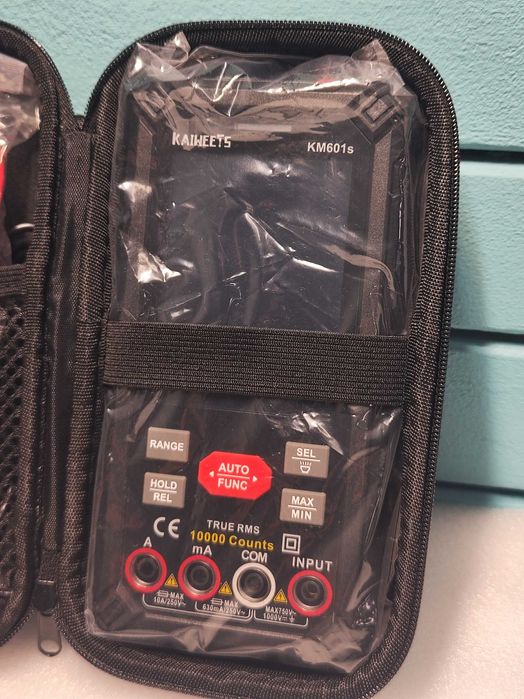 KAIWEETS
KM601s
RANGE
AUTO
FUNC
SEL
HOLD
REL
MAX
MIN
CE
TRUE RMS
10000 Counts
A
mA
COM
INPUT
MAX
10A/250V~
MAX
630mA/250V~
MAX750V~
1000V⎓